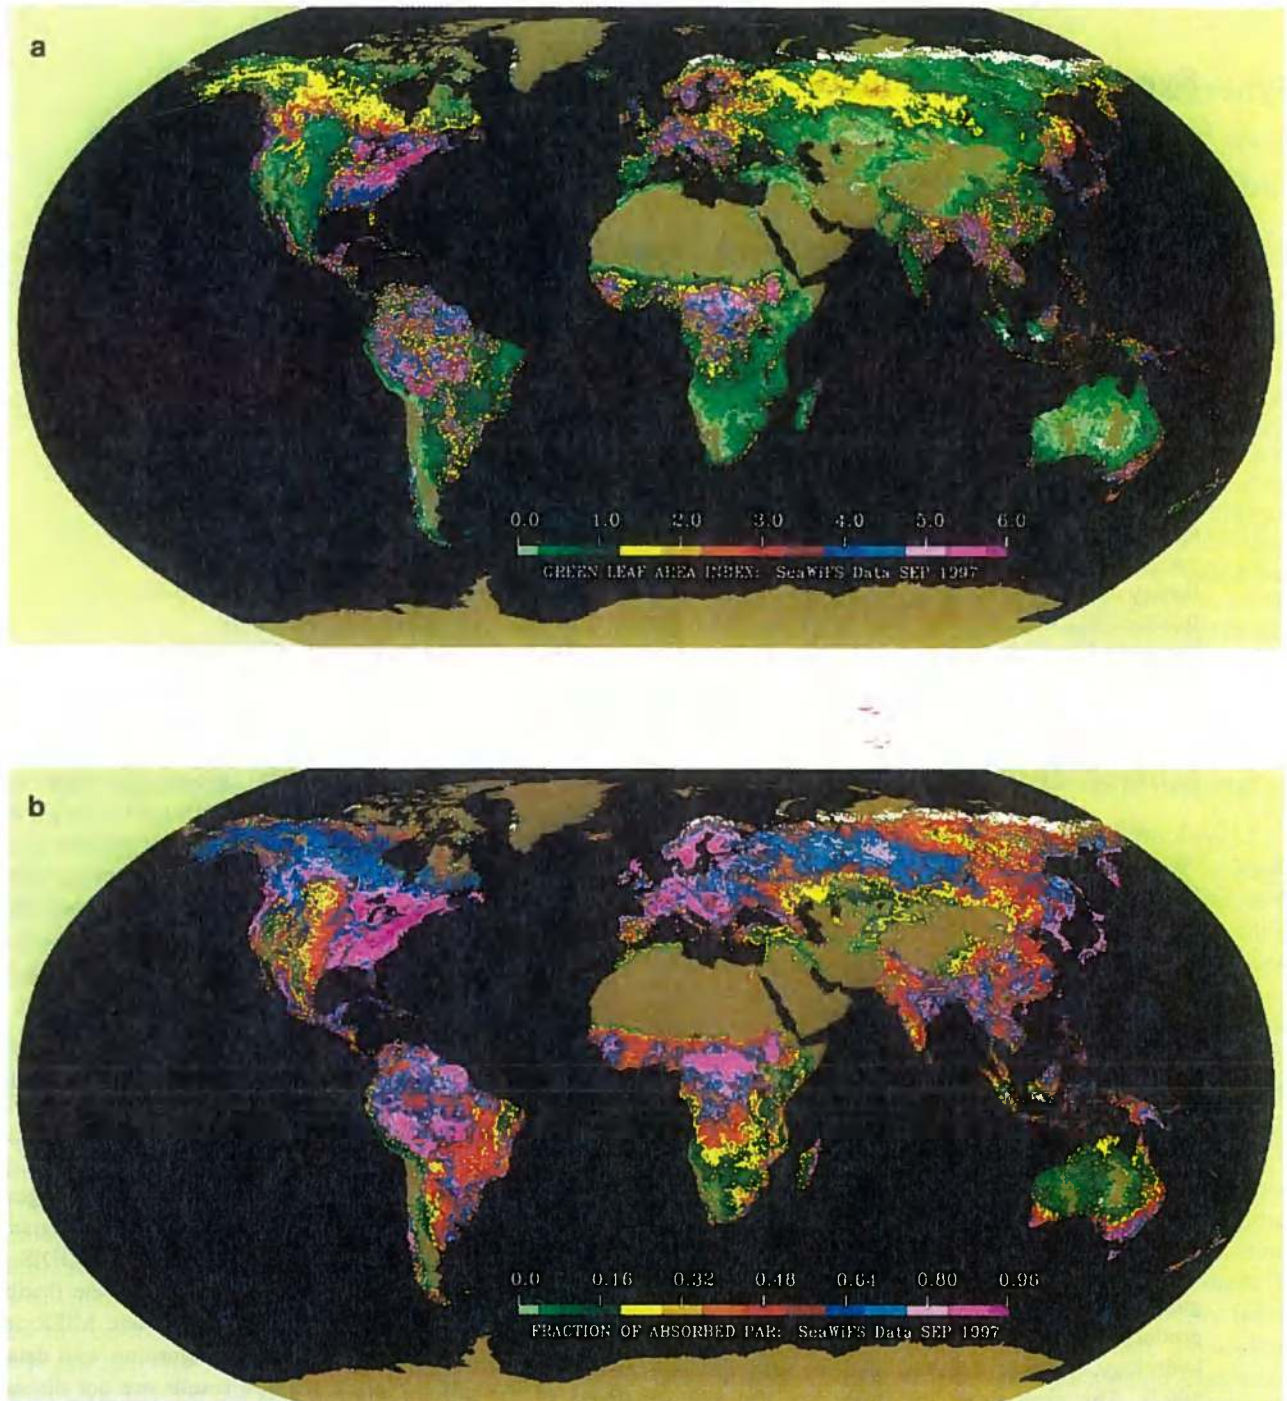 a
0.0 1.0 2.0 3.0 4.0 5.0 6.0
GREEN LEAF AREA INDEX: SeaWiFS Data SEP 1997
b
0.0 0.16 0.32 0.48 0.64 0.80 0.96
FRACTION OF ABSORBED PAR: SeaWiFS Data SEP 1997